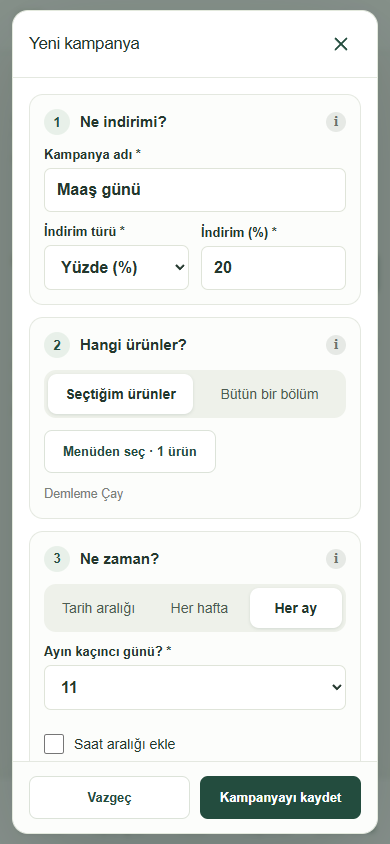 Yeni kampanya
1 Ne indirimi? i
Kampanya adı *
Maaş günü
İndirim türü * İndirim (%) *
Yüzde (%) 20
2 Hangi ürünler? i
Seçtiğim ürünler Bütün bir bölüm
Menüden seç · 1 ürün
Demleme Çay
3 Ne zaman? i
Tarih aralığı Her hafta Her ay
Ayın kaçıncı günü? *
11
Saat aralığı ekle
Vazgeç Kampanyayı kaydet